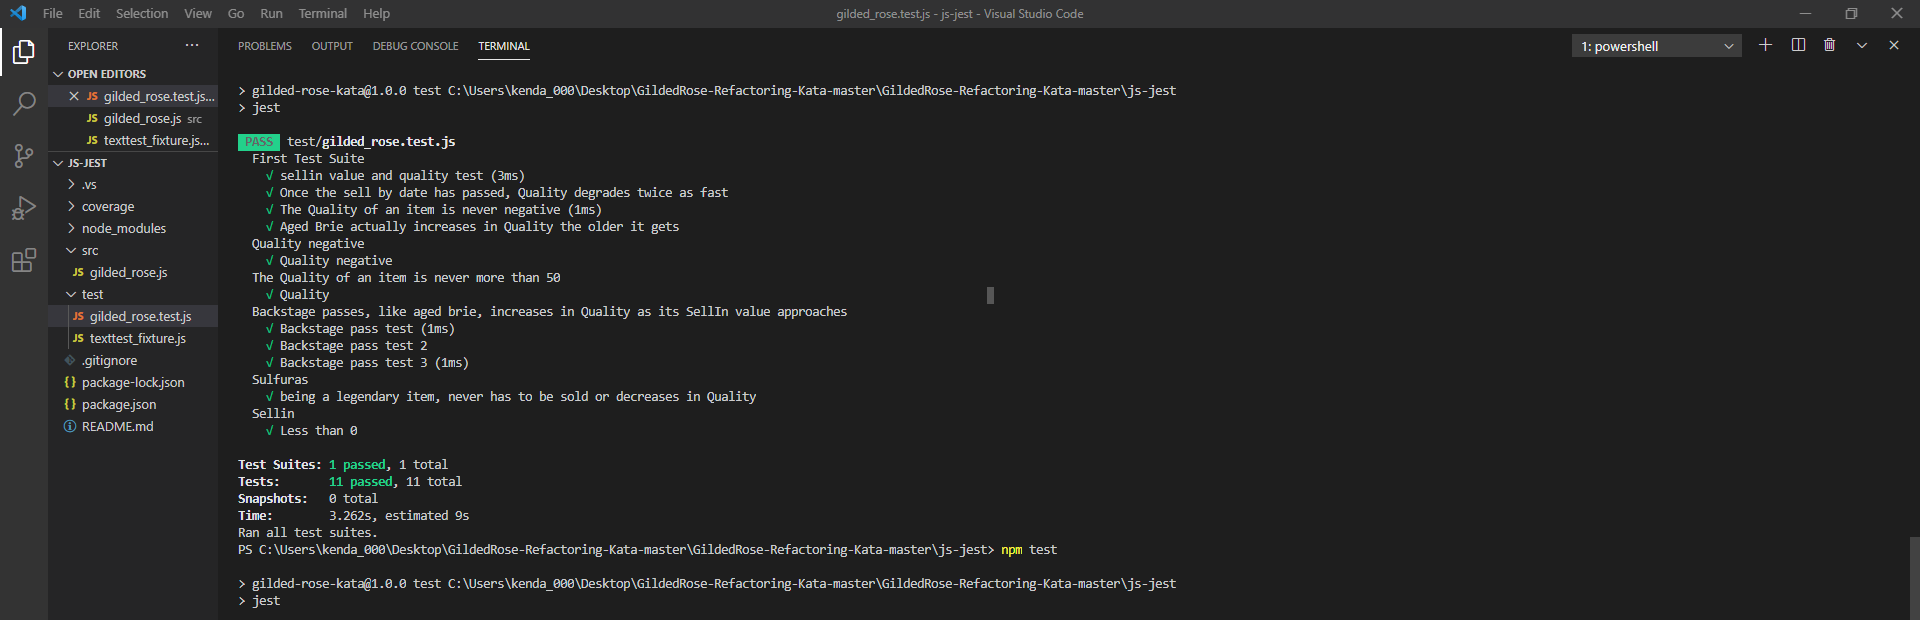 File Edit Selection View Go Run Terminal Help
gilded_rose.test.js - js-jest - Visual Studio Code
EXPLORER ...
OPEN EDITORS
JS gilded_rose.test.js...
JS gilded_rose.js src
JS texttest_fixture.js...
JS-JEST
.vs
coverage
node_modules
src
JS gilded_rose.js
test
JS gilded_rose.test.js
JS texttest_fixture.js
.gitignore
{} package-lock.json
{} package.json
README.md
PROBLEMS OUTPUT DEBUG CONSOLE TERMINAL
1: powershell
> gilded-rose-kata@1.0.0 test C:\Users\kenda_000\Desktop\GildedRose-Refactoring-Kata-master\GildedRose-Refactoring-Kata-master\js-jest
> jest
PASS test/gilded_rose.test.js
First Test Suite
√ sellin value and quality test (3ms)
√ Once the sell by date has passed, Quality degrades twice as fast
√ The Quality of an item is never negative (1ms)
√ Aged Brie actually increases in Quality the older it gets
Quality negative
√ Quality negative
The Quality of an item is never more than 50
√ Quality
Backstage passes, like aged brie, increases in Quality as its SellIn value approaches
√ Backstage pass test (1ms)
√ Backstage pass test 2
√ Backstage pass test 3 (1ms)
Sulfuras
√ being a legendary item, never has to be sold or decreases in Quality
Sellin
√ Less than 0
Test Suites: 1 passed, 1 total
Tests: 11 passed, 11 total
Snapshots: 0 total
Time: 3.262s, estimated 9s
Ran all test suites.
PS C:\Users\kenda_000\Desktop\GildedRose-Refactoring-Kata-master\GildedRose-Refactoring-Kata-master\js-jest> npm test
> gilded-rose-kata@1.0.0 test C:\Users\kenda_000\Desktop\GildedRose-Refactoring-Kata-master\GildedRose-Refactoring-Kata-master\js-jest
> jest